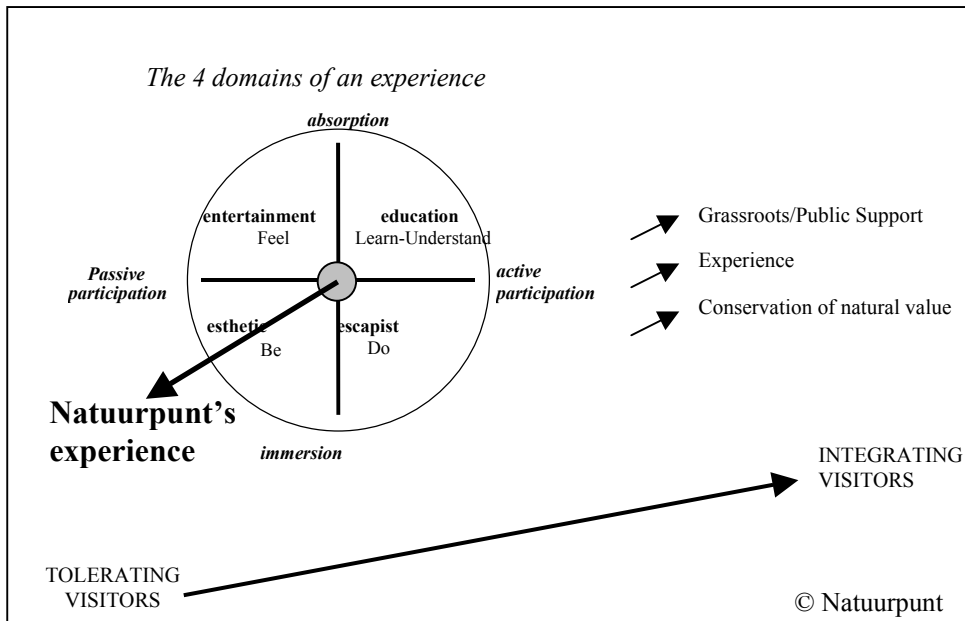 The 4 domains of an experience
absorption
entertainment
Feel
education
Learn-Understand
Passive
participation
active
participation
esthetic
Be
escapist
Do
Natuurpunt’s
experience
immersion
Grassroots/Public Support
Experience
Conservation of natural value
INTEGRATING
VISITORS
TOLERATING
VISITORS
© Natuurpunt